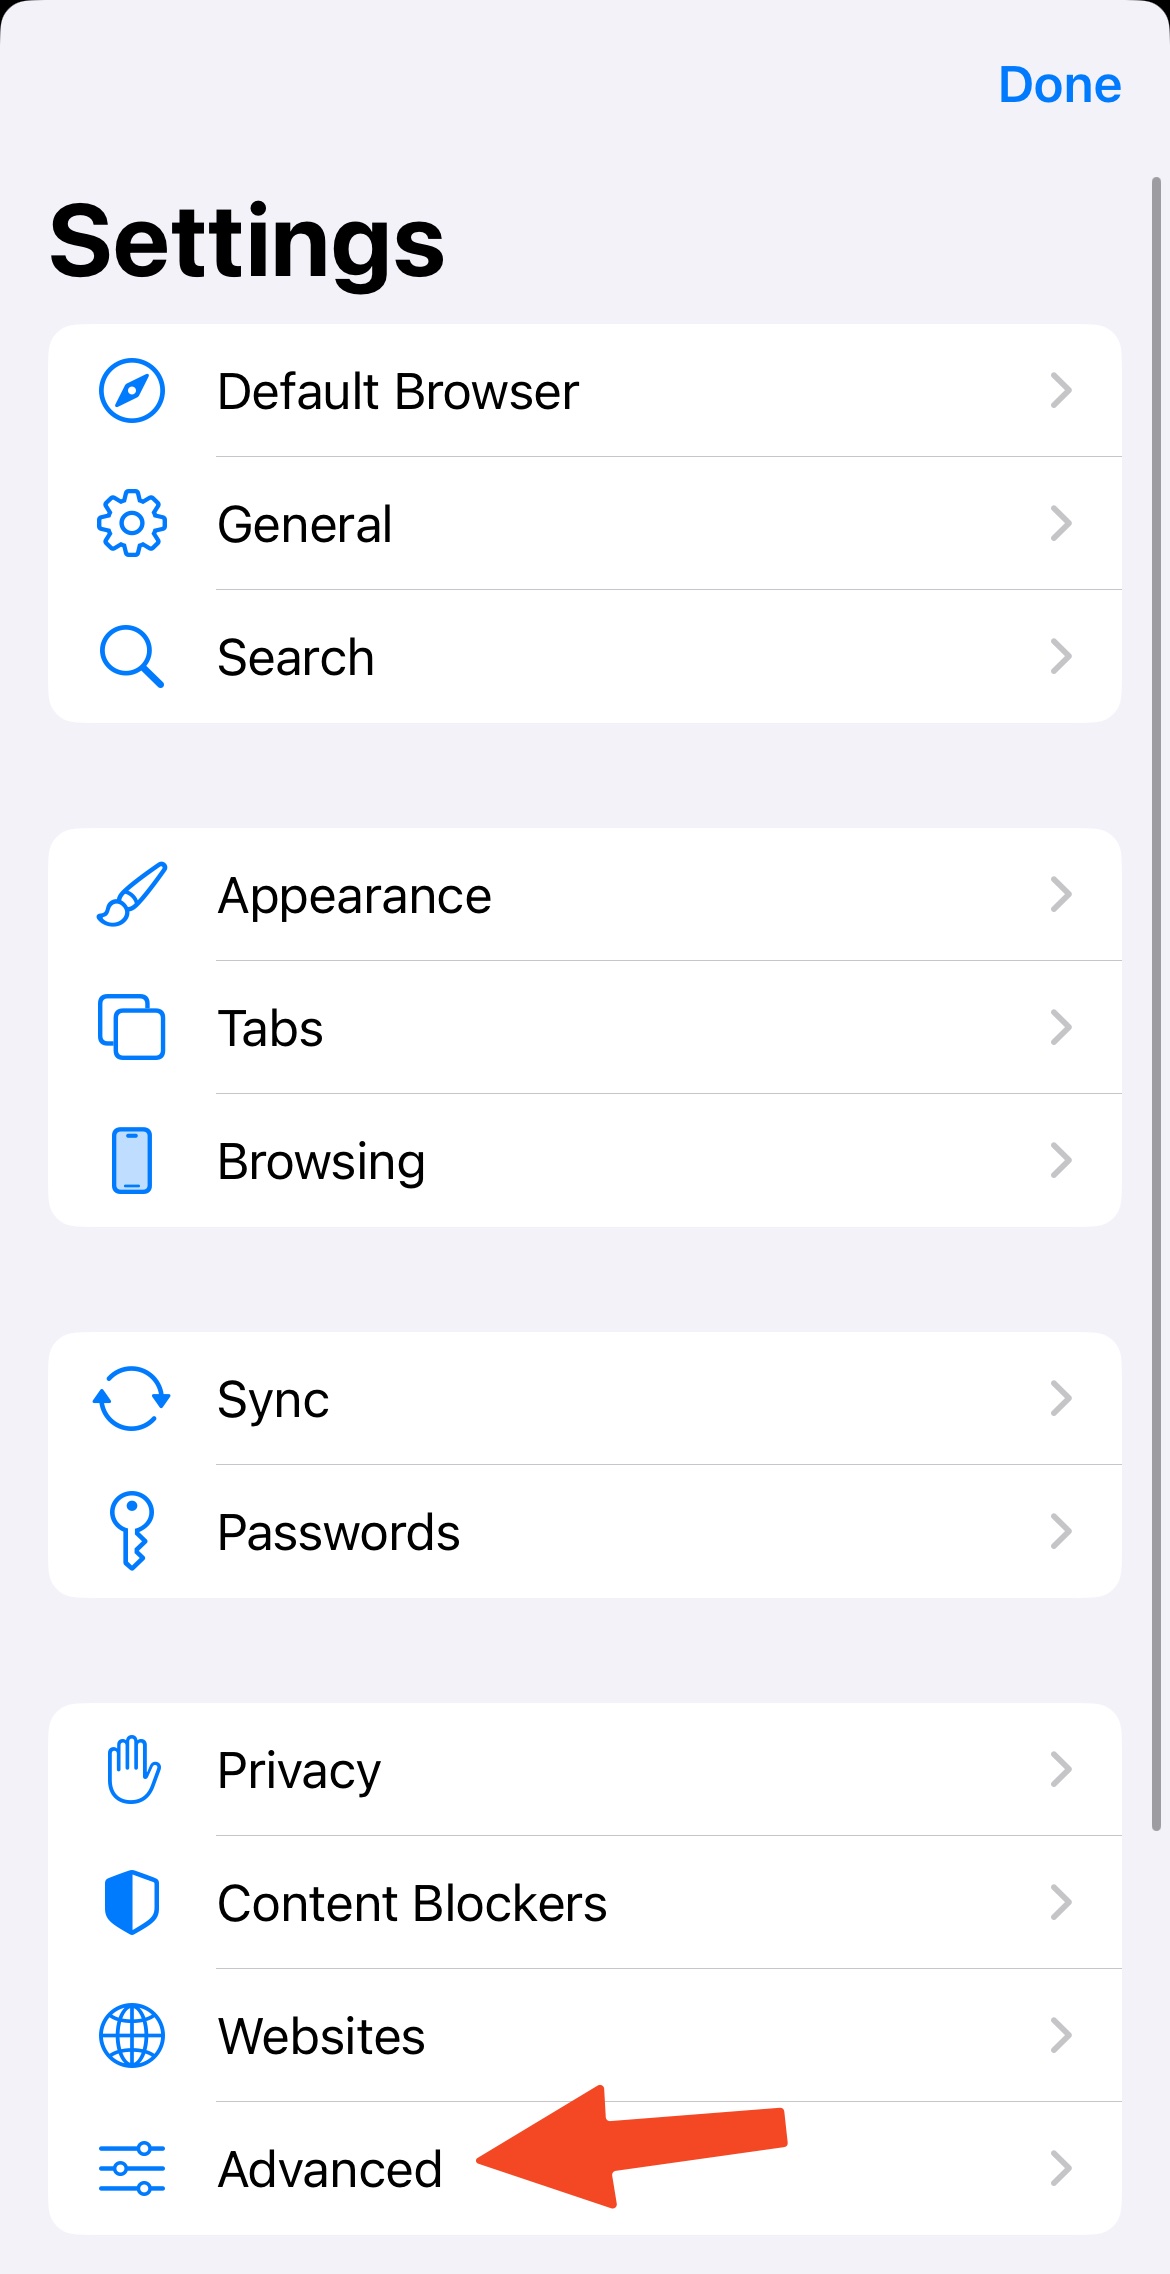 Done
Settings
Default Browser
General
Search
Appearance
Tabs
Browsing
Sync
Passwords
Privacy
Content Blockers
Websites
Advanced